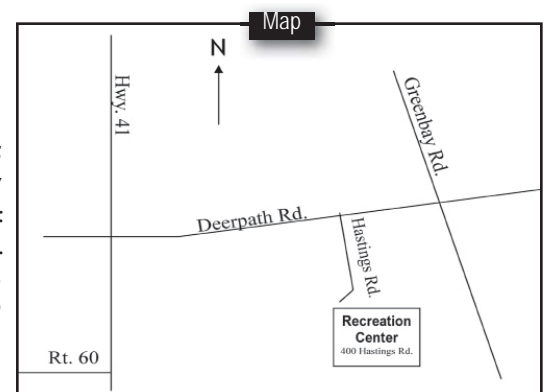 Map
N
Hwy. 41
Greenbay Rd.
Deerpath Rd.
Hastings Rd.
Recreation
Center
400 Hastings Rd.
Rt. 60